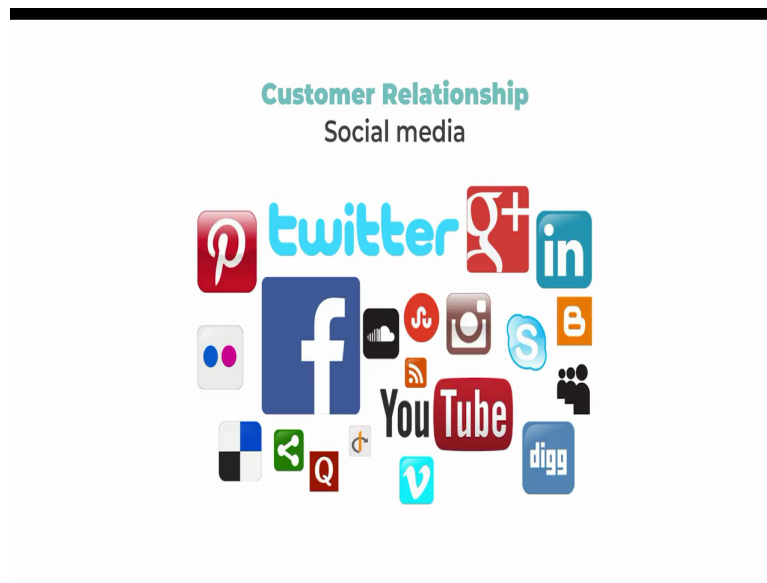 Customer Relationship
Social media
twitter
g+
in
f
S
B
You Tube
Q
v
digg